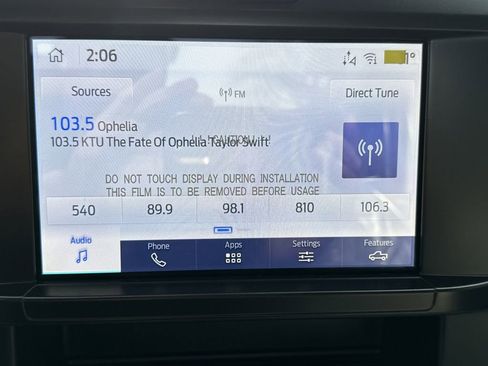 2:06
1°
Sources
FM
Direct Tune
103.5 Ophelia
103.5 KTU The Fate Of Ophelia Taylor Swift
! CAUTION !
DO NOT TOUCH DISPLAY DURING INSTALLATION
THIS FILM IS TO BE REMOVED BEFORE USAGE
540 89.9 98.1 810 106.3
Audio Phone Apps Settings Features